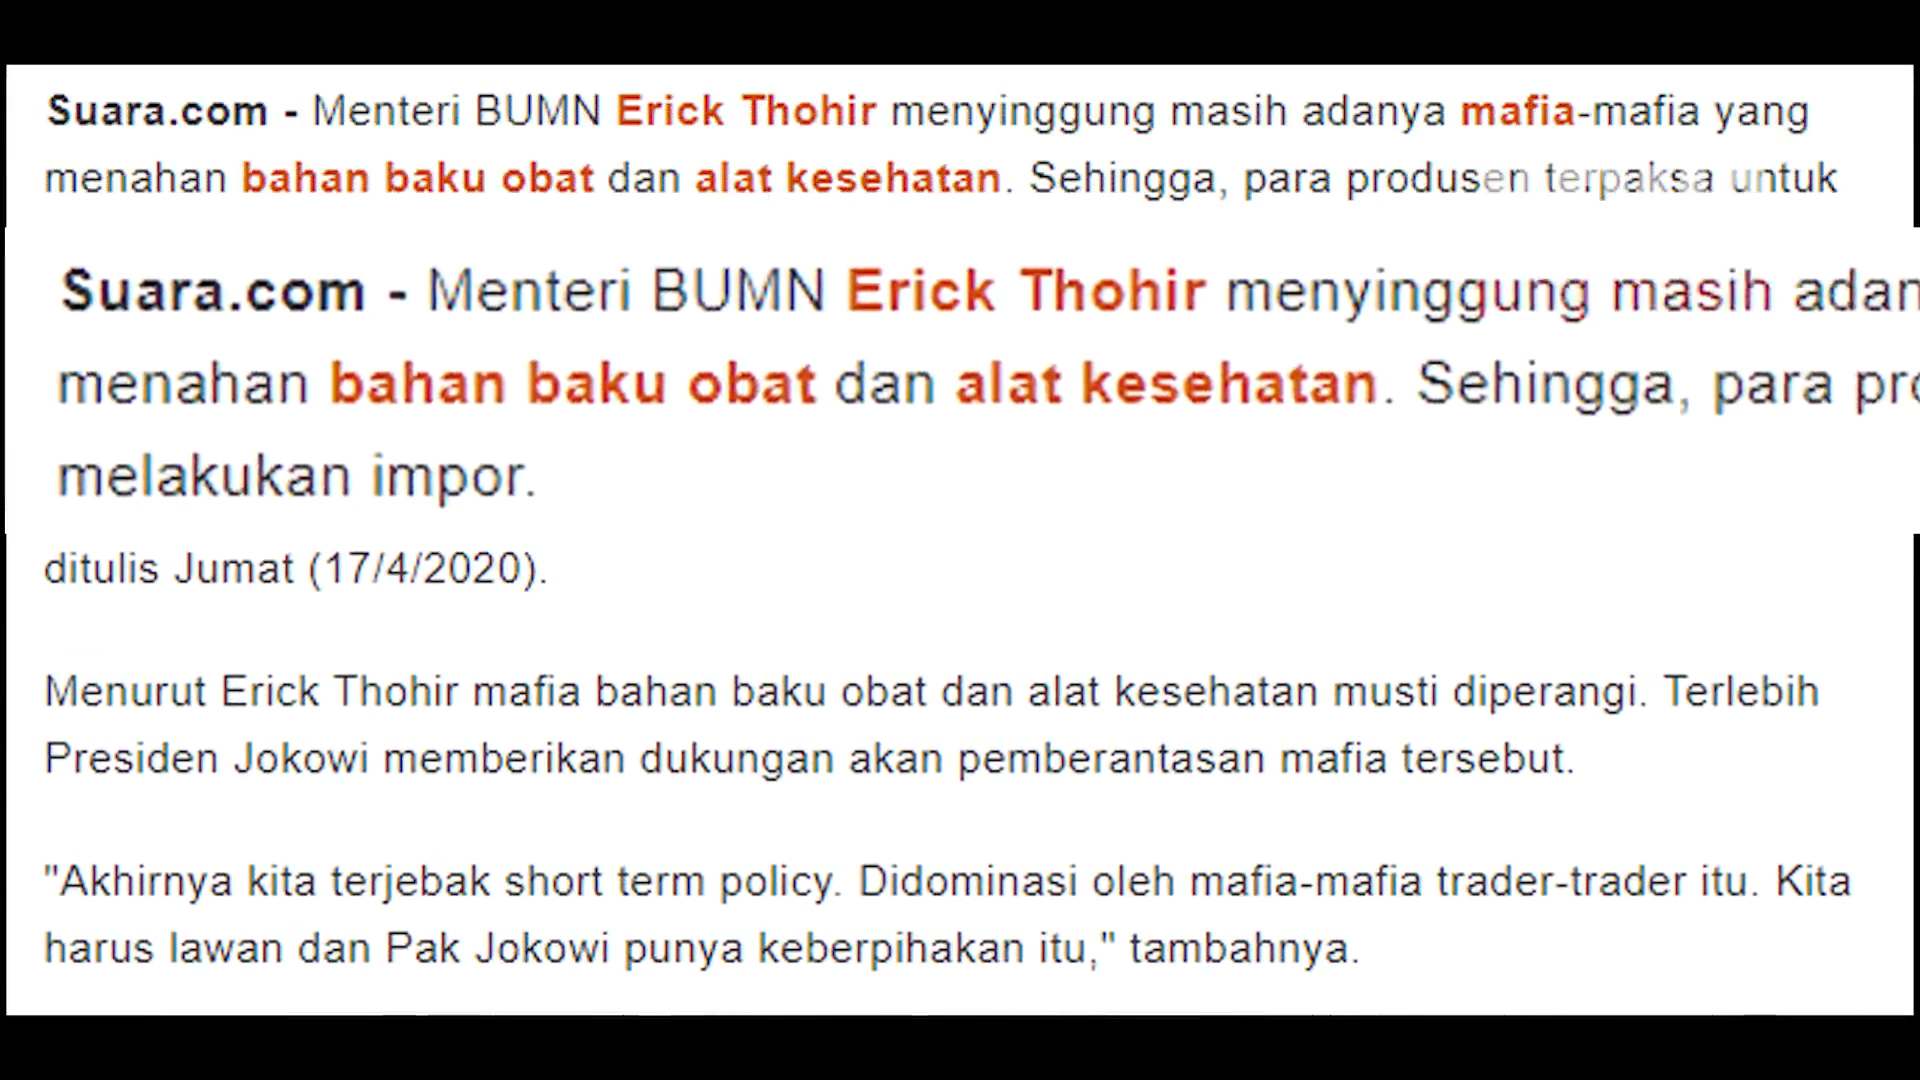 Suara.com - Menteri BUMN Erick Thohir menyinggung masih adanya mafia-mafia yang
menahan bahan baku obat dan alat kesehatan. Sehingga, para produsen terpaksa untuk
Suara.com - Menteri BUMN Erick Thohir menyinggung masih adan
menahan bahan baku obat dan alat kesehatan. Sehingga, para pro
melakukan impor.
ditulis Jumat (17/4/2020).
Menurut Erick Thohir mafia bahan baku obat dan alat kesehatan musti diperangi. Terlebih
Presiden Jokowi memberikan dukungan akan pemberantasan mafia tersebut.
"Akhirnya kita terjebak short term policy. Didominasi oleh mafia-mafia trader-trader itu. Kita
harus lawan dan Pak Jokowi punya keberpihakan itu," tambahnya.